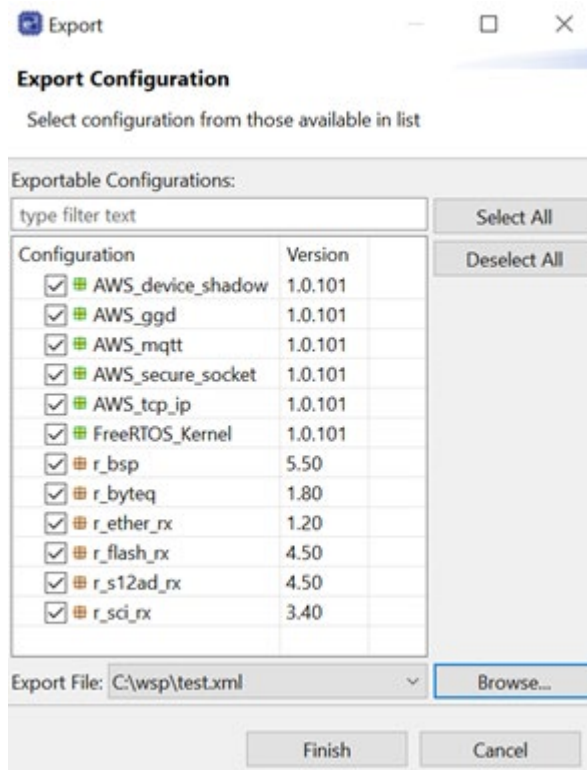 Export
Export Configuration
Select configuration from those available in list
Exportable Configurations:
type filter text
Select All
Configuration Version
Deselect All
AWS_device_shadow 1.0.101
AWS_ggd 1.0.101
AWS_mqtt 1.0.101
AWS_secure_socket 1.0.101
AWS_tcp_ip 1.0.101
FreeRTOS_Kernel 1.0.101
r_bsp 5.50
r_byteq 1.80
r_ether_rx 1.20
r_flash_rx 4.50
r_s12ad_rx 4.50
r_sci_rx 3.40
Export File: C:\wsp\test.xml
Browse...
Finish Cancel